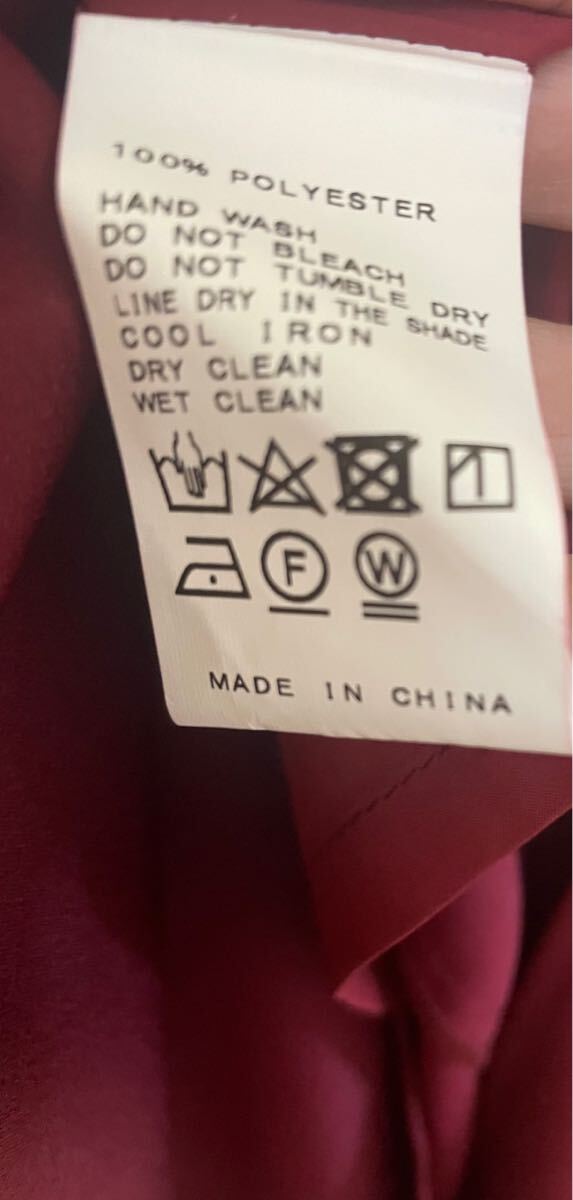 100% POLYESTER
HAND WASH
DO NOT BLEACH
DO NOT TUMBLE DRY
LINE DRY IN THE SHADE
COOL IRON
DRY CLEAN
WET CLEAN
F W
MADE IN CHINA